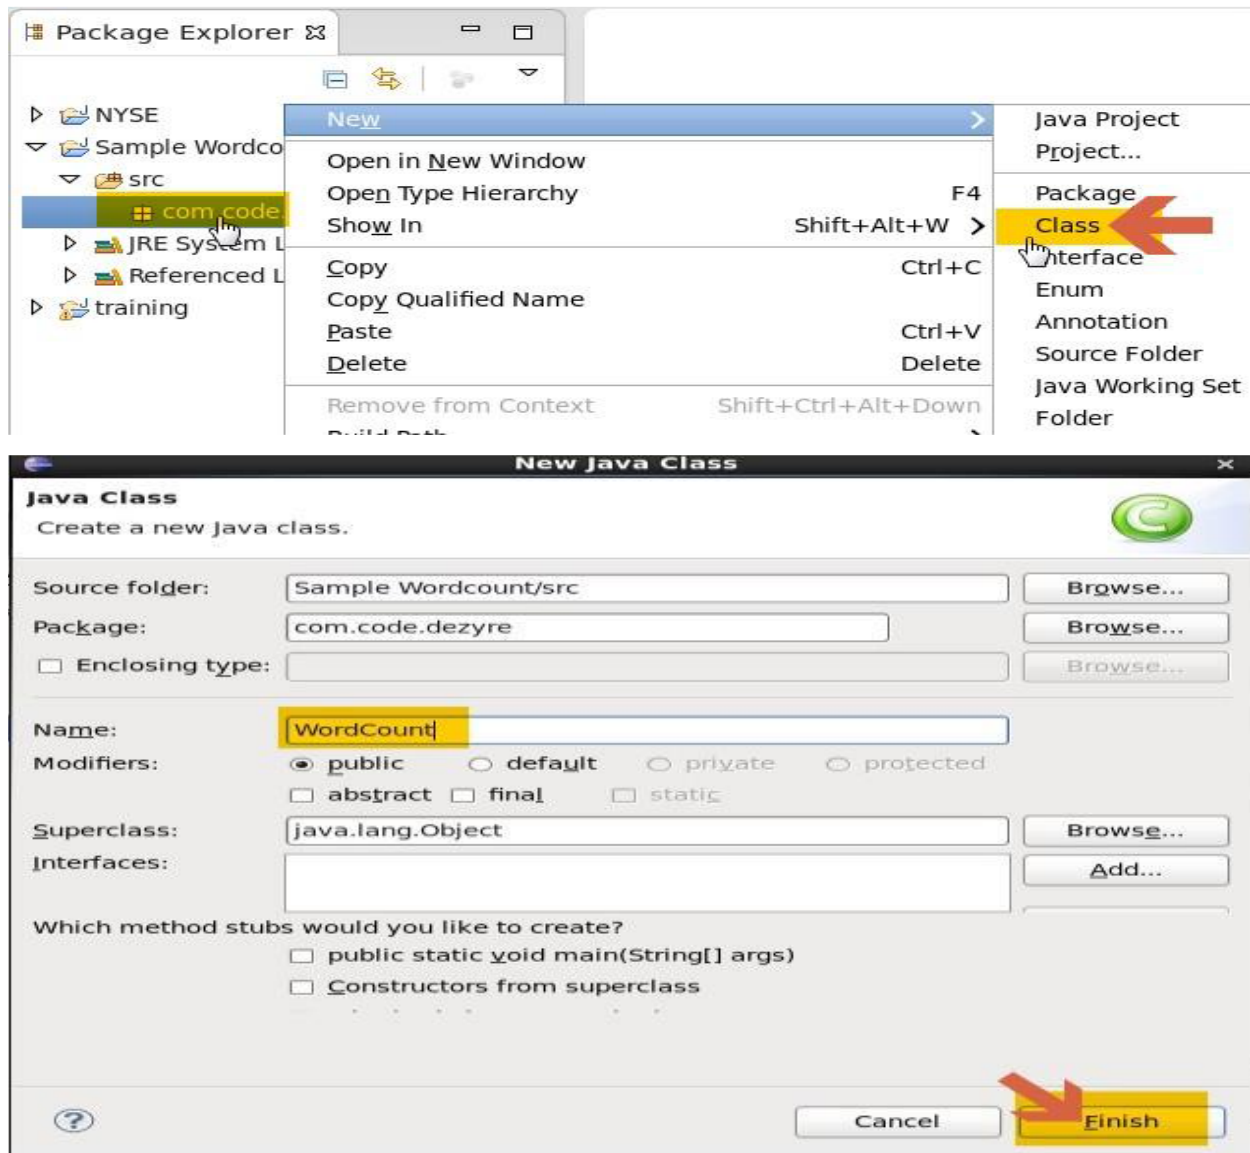 Package Explorer
NYSE New Java Project
Sample Wordco Project...
Open in New Window
src Open Type Hierarchy F4 Package
com.code. Show In Shift+Alt+W Class
JRE System L Interface
Copy Ctrl+C
Referenced L Enum
Copy Qualified Name
training Paste Ctrl+V Annotation
Delete Delete Source Folder
Java Working Set
Remove from Context Shift+Ctrl+Alt+Down
Folder
Build Path
New Java Class
Java Class
Create a new Java class.
Source folder: Sample Wordcount/src Browse...
Package: com.code.dezyre Browse...
Enclosing type: Browse...
Name: WordCount
Modifiers: public default private protected
abstract final static
Superclass: java.lang.Object Browse...
Interfaces: Add...
Which method stubs would you like to create?
public static void main(String[] args)
Constructors from superclass
Cancel Finish